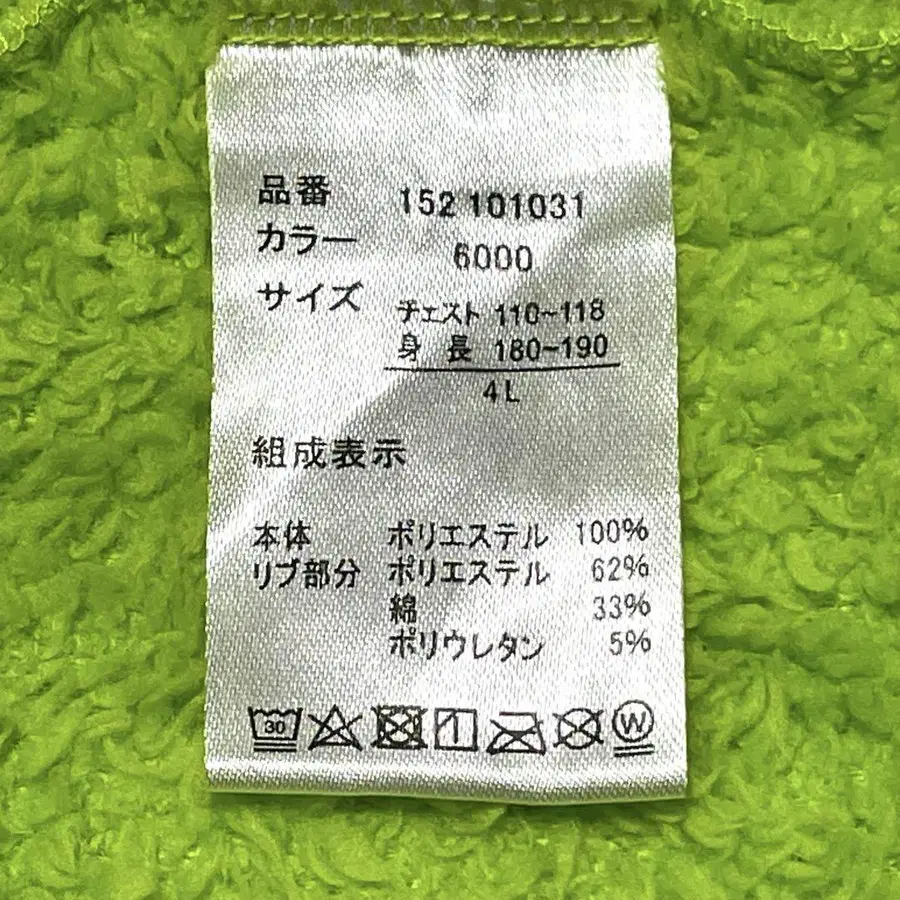 品番 152 101031
カラー 6000
サイズ チェスト 110~118
身長 180~190
4L
組成表示
本体 ポリエステル 100%
リブ部分 ポリエステル 62%
綿 33%
ポリウレタン 5%
30 W